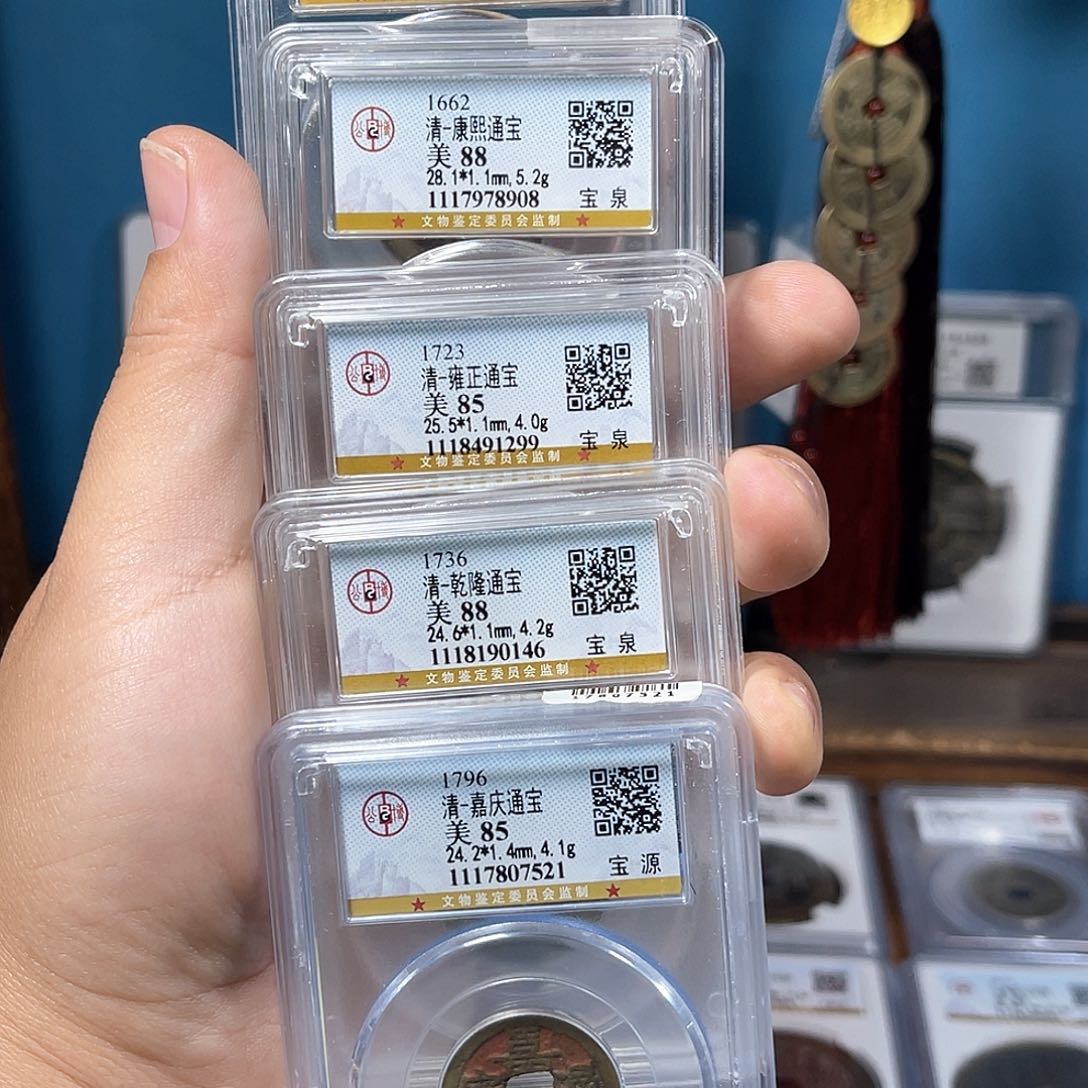 1662
清-康熙通宝
美 88
28.1*1.1mm, 5.2g
1117978908 宝 泉
文物鉴定委员会监制
1723
清-雍正通宝
美 85
25.5*1.1mm, 4.0g
1118491299 宝 泉
文物鉴定委员会监制
1736
清-乾隆通宝
美 88
24.6*1.1mm, 4.2g
1118190146 宝 泉
文物鉴定委员会监制
1796
清-嘉庆通宝
美 85
24.2*1.4mm, 4.1g
1117807521 宝 源
文物鉴定委员会监制